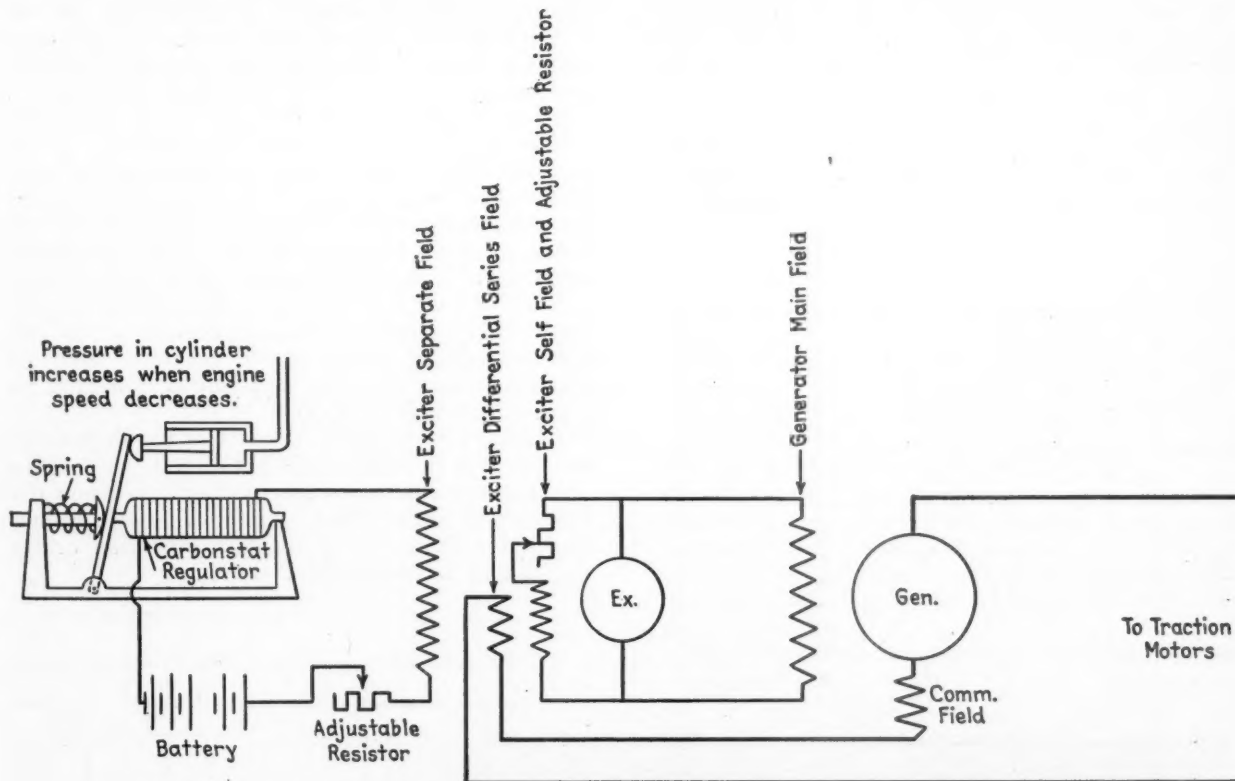 Pressure in cylinder
increases when engine
speed decreases.
Spring
Carbonstat
Regulator
Battery
Adjustable
Resistor
Exciter Separate Field
Exciter Differential Series Field
Exciter Self Field and Adjustable Resistor
Generator Main Field
Ex.
Gen.
Comm.
Field
To Traction
Motors